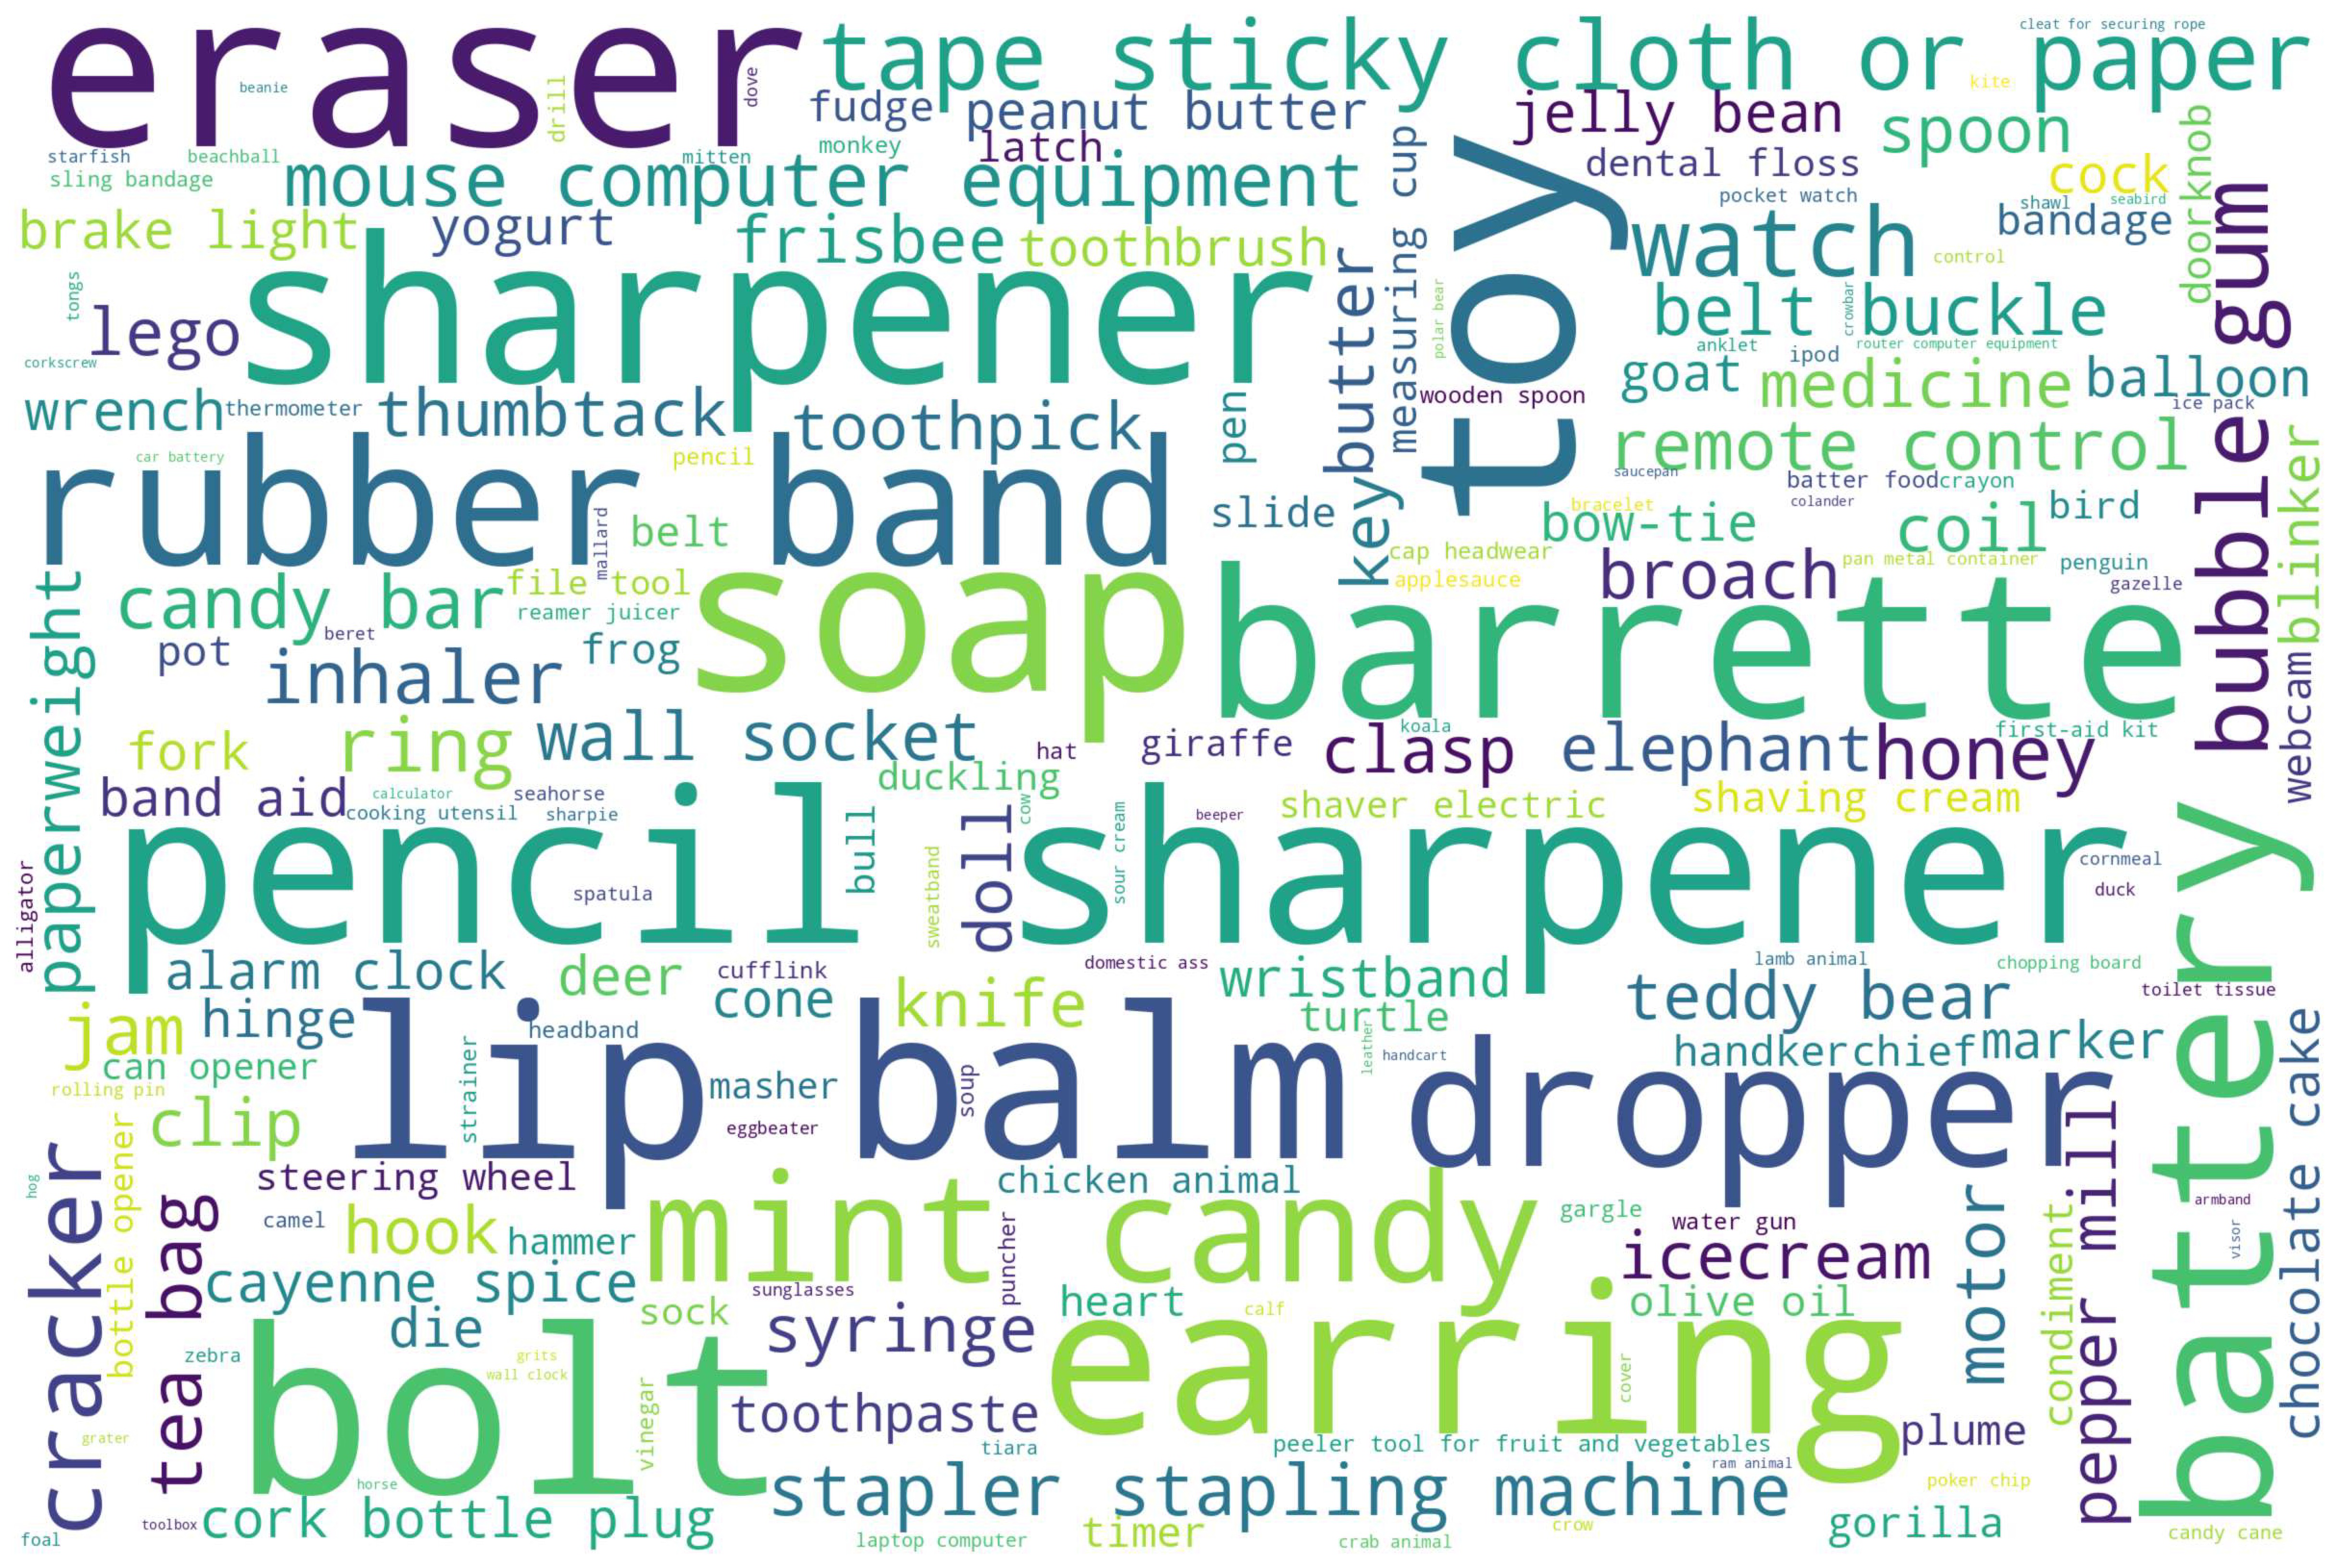 eraser
tape sticky cloth or paper
cleat for securing rope
kite
beanie
drill
dove
fudge
peanut butter
jelly bean
spoon
doorknob
starfish
beachball
mitten
monkey
latch
measuring cup
toy
dental floss
cock
gum
sling bandage
mouse computer equipment
pocket watch
shawl
seabird
bandage
brake light
yogurt
frisbee
toothbrush
watch
control
tongs
lego
sharpener
butter
polar bear
belt buckle
crowbar
corkscrew
anklet
ipod
router computer equipment
goat
medicine
balloon
wrench
thermometer
thumbtack
toothpick
pen
wooden spoon
ice pack
car battery
pencil
remote control
rubber band
key
saucepan
batter food
crayon
bubble
blinker
slide
bracelet
colander
bird
mallard
belt
bow-tie
coil
cap headwear
pan metal container
penguin
paperweight
candy bar
file tool
soap
applesauce
broach
gazelle
reamer juicer
barrette
pot
beret
frog
inhaler
webcam
fork
ring
wall socket
hat
giraffe
koala
clasp
elephant
honey
first-aid kit
duckling
band aid
calculator
seahorse
cooking utensil
sharpie
bull
doll
cow
shaver electric
shaving cream
beeper
pencil sharpener
sour cream
battery
alligator
spatula
sweatband
cornmeal
duck
alarm clock
deer
cufflink
domestic ass
wristband
lamb animal
chopping board
cone
knife
teddy bear
toilet tissue
jam
hinge
headband
turtle
leather
chocolate cake
can opener
strainer
lip balm
handcart
handkerchief
marker
rolling pin
masher
soup
dropper
clip
eggbeater
cracker
bottle opener
pepper mill
hog
steering wheel
chicken animal
tea bag
motor
armband
camel
hook
hammer
mint candy
puncher
gargle
water gun
condiment
visor
icecream
cayenne spice
sunglasses
sock
heart
calf
olive oil
die
syringe
zebra
grits
bolt
wall clock
earring
cover
vinegar
toothpaste
plume
grater
tiara
peeler tool for fruit and vegetables
ram animal
horse
stapler stapling machine
poker chip
foal
toolbox
cork bottle plug
laptop computer
timer
crab animal
crow
gorilla
candy cane